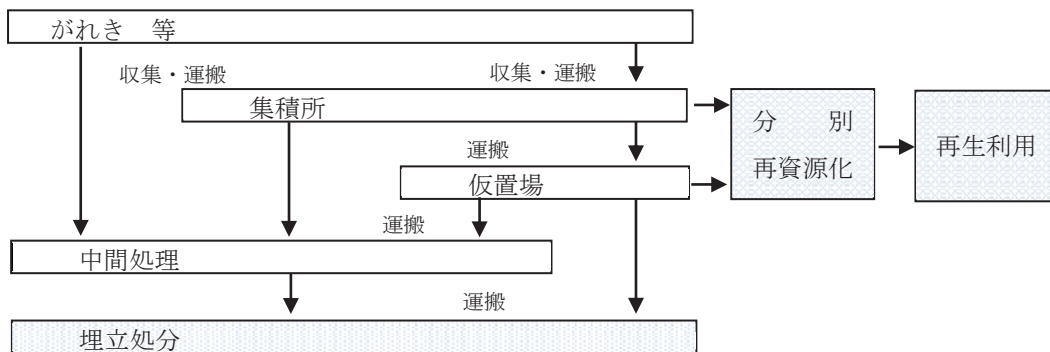 がれき　等
収集・運搬
収集・運搬
集積所
分　　別
再資源化
再生利用
運搬
仮置場
運搬
中間処理
運搬
埋立処分